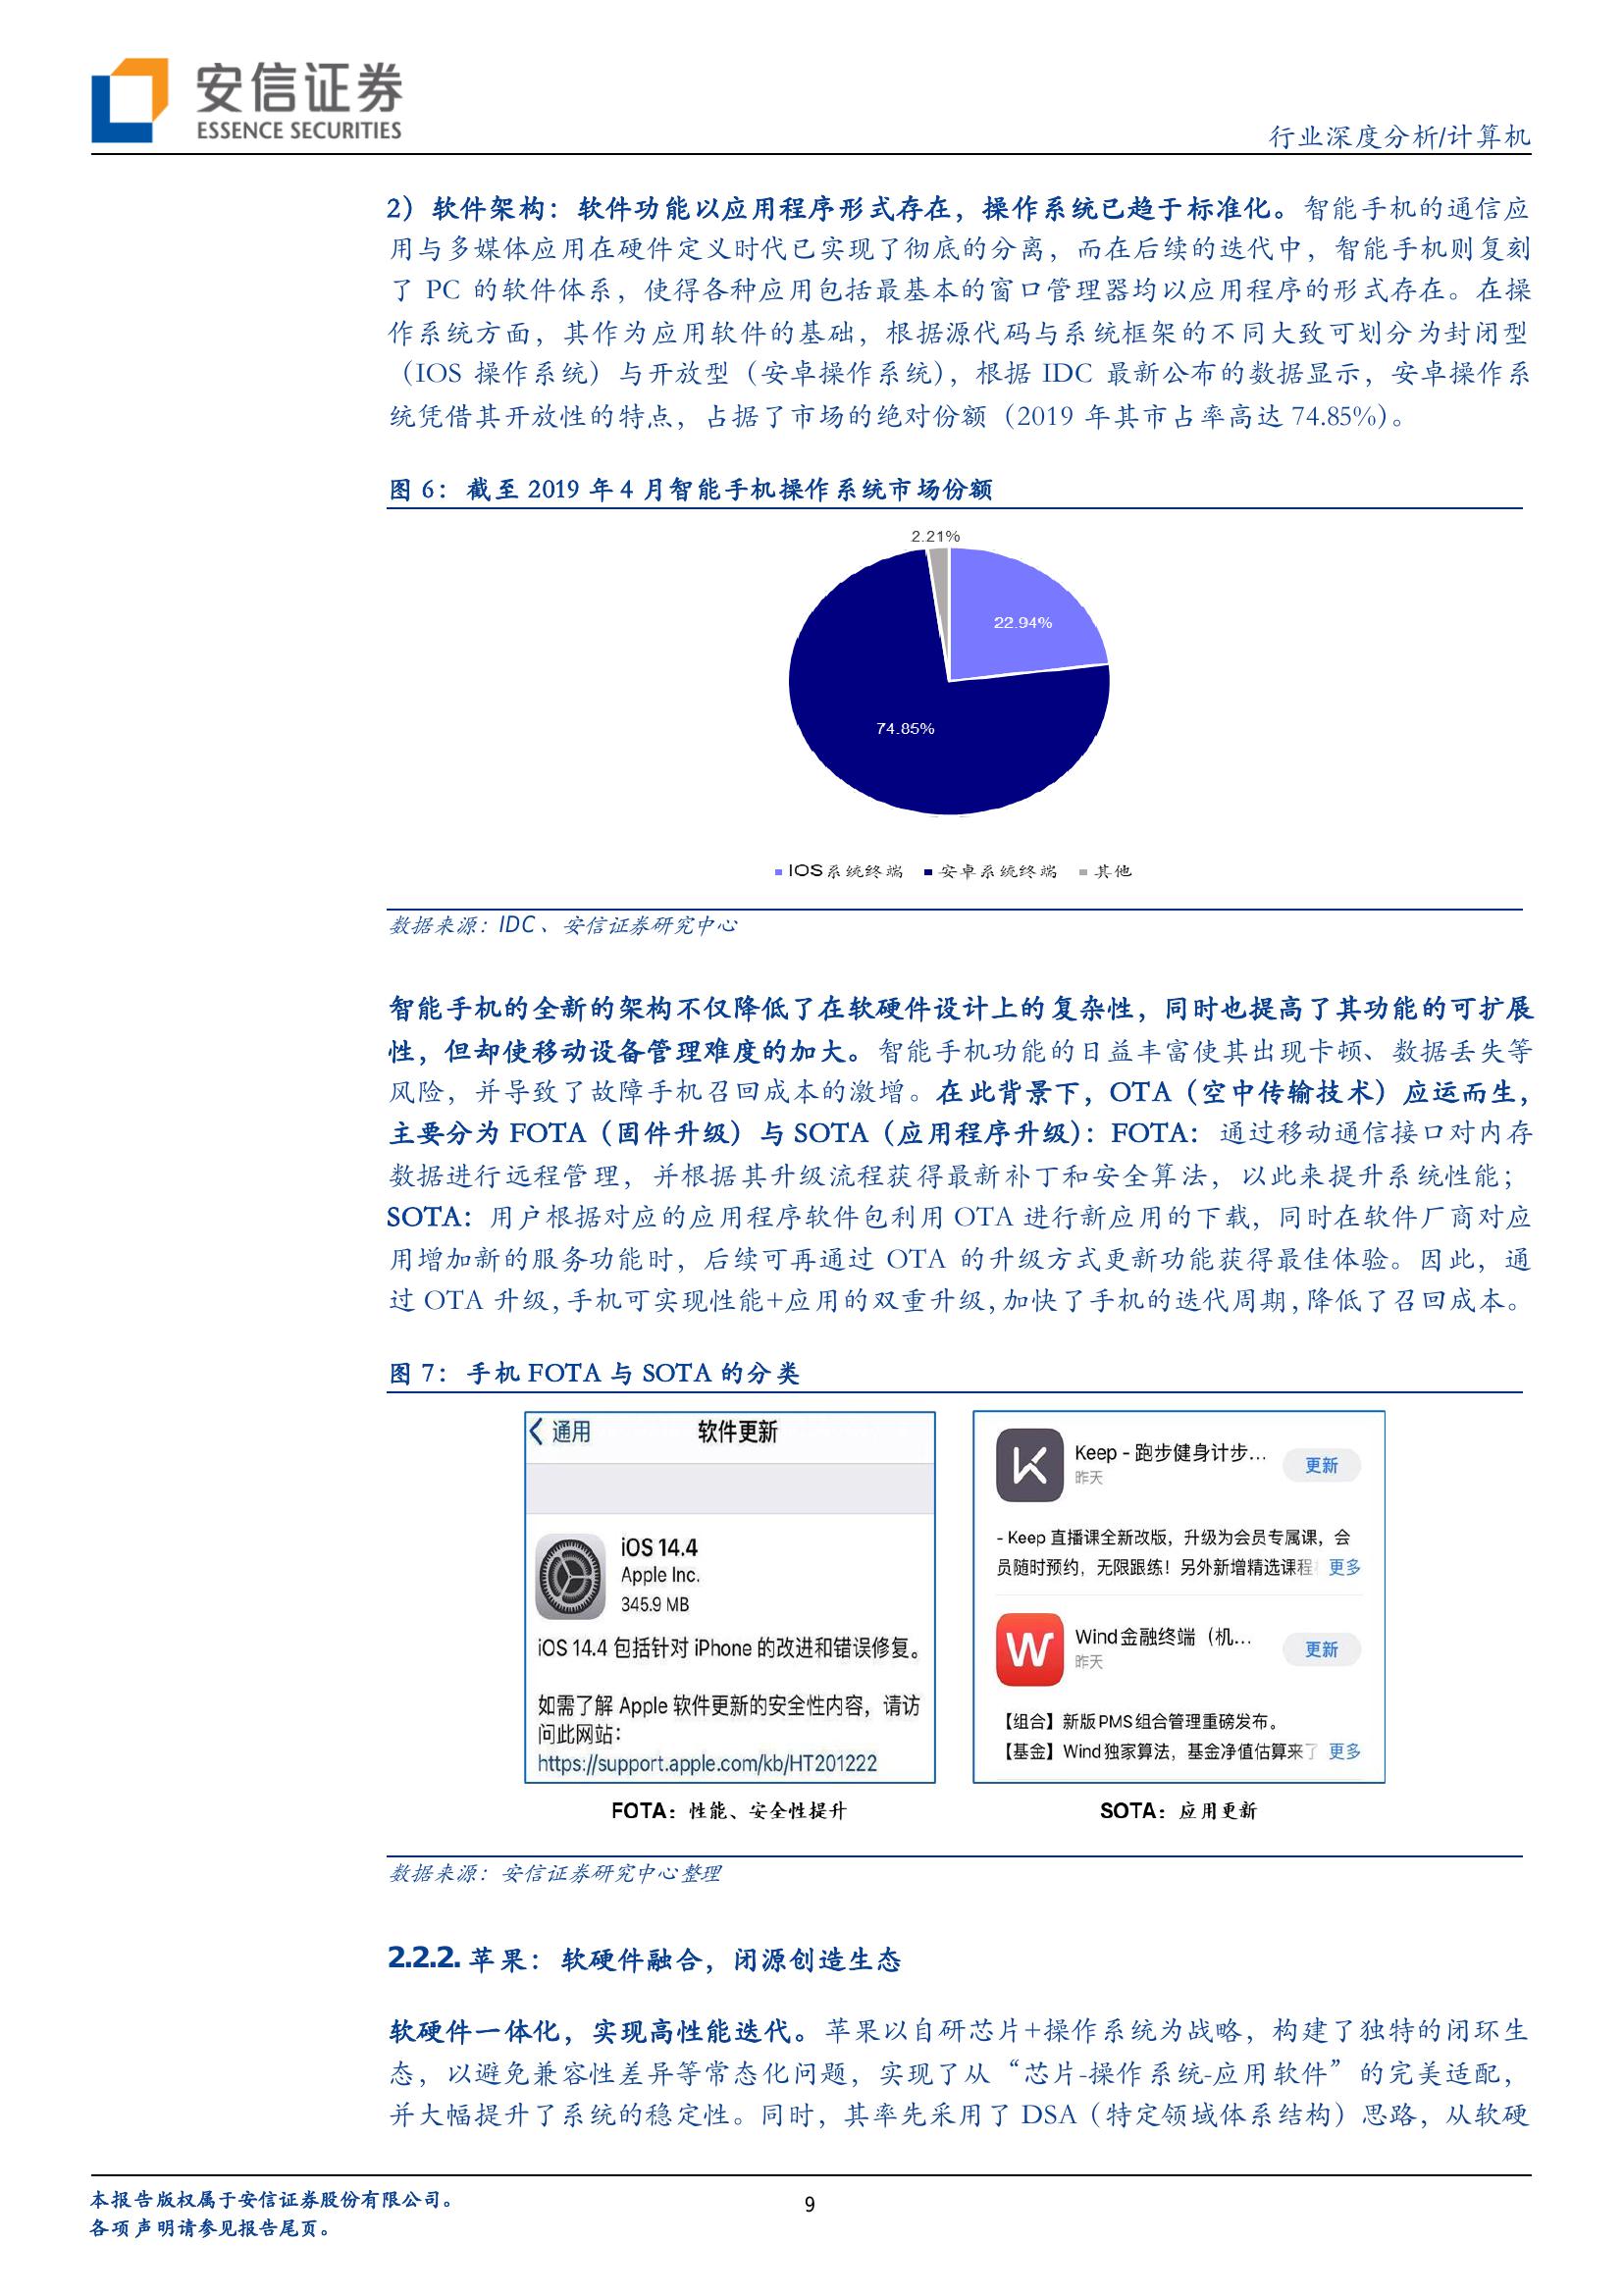 安信证券
ESSENCE SECURITIES
行业深度分析/计算机
2）软件架构：软件功能以应用程序形式存在，操作系统已趋于标准化。智能手机的通信应
用与多媒体应用在硬件定义时代已实现了彻底的分离，而在后续的迭代中，智能手机则复刻
了 PC 的软件体系，使得各种应用包括最基本的窗口管理器均以应用程序的形式存在。在操
作系统方面，其作为应用软件的基础，根据源代码与系统框架的不同大致可划分为封闭型
（IOS 操作系统）与开放型（安卓操作系统），根据 IDC 最新公布的数据显示，安卓操作系
统凭借其开放性的特点，占据了市场的绝对份额（2019 年其市占率高达 74.85%）。
图 6：截至 2019 年 4 月智能手机操作系统市场份额
2.21%
22.94%
74.85%
IOS系统终端 安卓系统终端 其他
数据来源：IDC、安信证券研究中心
智能手机的全新的架构不仅降低了在软硬件设计上的复杂性，同时也提高了其功能的可扩展
性，但却使移动设备管理难度的加大。智能手机功能的日益丰富使其出现卡顿、数据丢失等
风险，并导致了故障手机召回成本的激增。在此背景下，OTA（空中传输技术）应运而生，
主要分为 FOTA（固件升级）与 SOTA（应用程序升级）：FOTA：通过移动通信接口对内存
数据进行远程管理，并根据其升级流程获得最新补丁和安全算法，以此来提升系统性能；
SOTA：用户根据对应的应用程序软件包利用 OTA 进行新应用的下载，同时在软件厂商对应
用增加新的服务功能时，后续可再通过 OTA 的升级方式更新功能获得最佳体验。因此，通
过 OTA 升级，手机可实现性能+应用的双重升级，加快了手机的迭代周期，降低了召回成本。
图 7：手机 FOTA 与 SOTA 的分类
通用 软件更新
iOS 14.4
Apple Inc.
345.9 MB
iOS 14.4 包括针对 iPhone 的改进和错误修复。
如需了解 Apple 软件更新的安全性内容，请访
问此网站：
https://support.apple.com/kb/HT201222
Keep - 跑步健身计步... 更新
昨天
- Keep 直播课全新改版，升级为会员专属课，会
员随时预约，无限跟练！另外新增精选课程 更多
Wind金融终端（机... 更新
昨天
【组合】新版PMS组合管理重磅发布。
【基金】Wind独家算法，基金净值估算来了 更多
FOTA：性能、安全性提升
SOTA：应用更新
数据来源：安信证券研究中心整理
2.2.2. 苹果：软硬件融合，闭源创造生态
软硬件一体化，实现高性能迭代。苹果以自研芯片+操作系统为战略，构建了独特的闭环生
态，以避免兼容性差异等常态化问题，实现了从“芯片-操作系统-应用软件”的完美适配，
并大幅提升了系统的稳定性。同时，其率先采用了 DSA（特定领域体系结构）思路，从软硬
本报告版权属于安信证券股份有限公司。
各项声明请参见报告尾页。
9